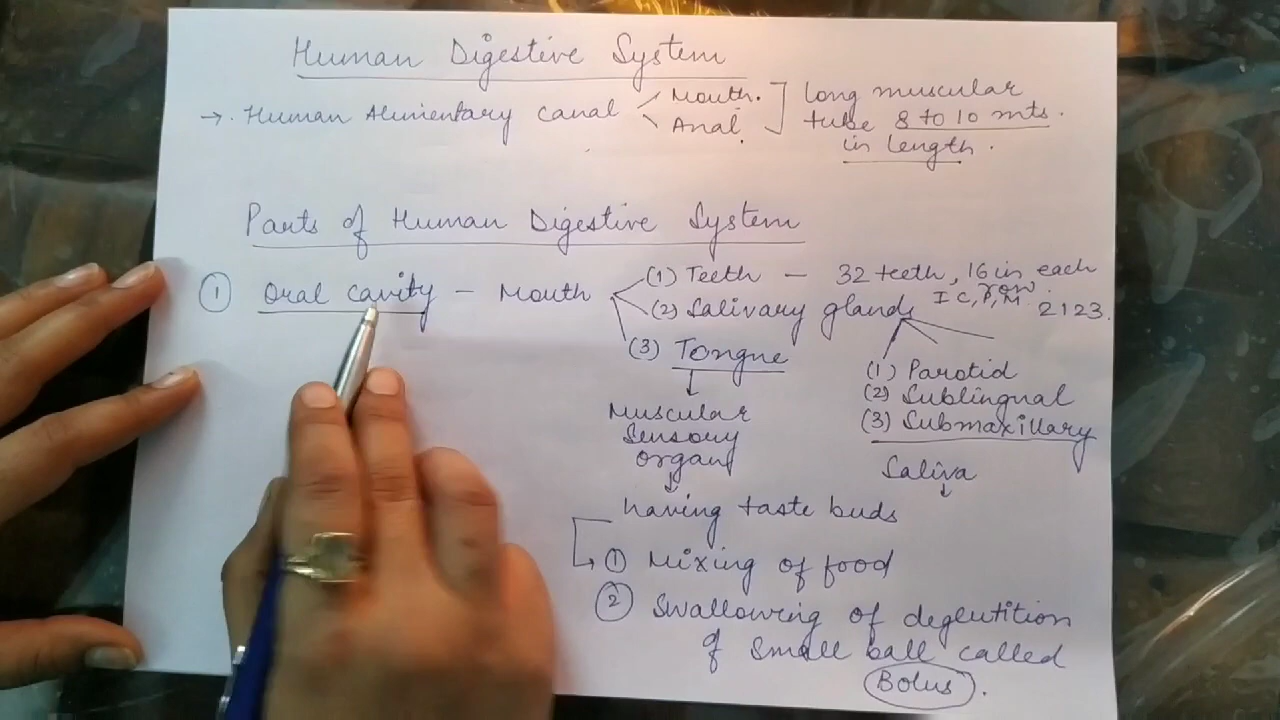 Human Digestive System
→ . Human Alimentary canal Mouth. Anal. ] long muscular
tube 8 to 10 mts.
in length.
Parts of Human Digestive System
① Oral cavity – Mouth
(1) Teeth – 32 teeth, 16 in each
row.
I C, P, M 2123.
(2) Salivary glands
(3) Tongue
↓
Muscular
Sensory
organ
↓
having taste buds
(1) Parotid
(2) Sublingual
(3) Submaxillary
Saliva
↓
① Mixing of food
② Swallowing of deglutition
of small ball called
Bolus.